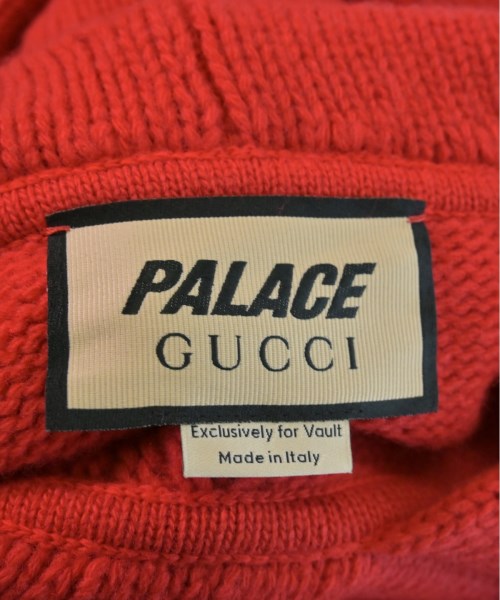 PALACE
GUCCI
Exclusively for Vault
Made in Italy